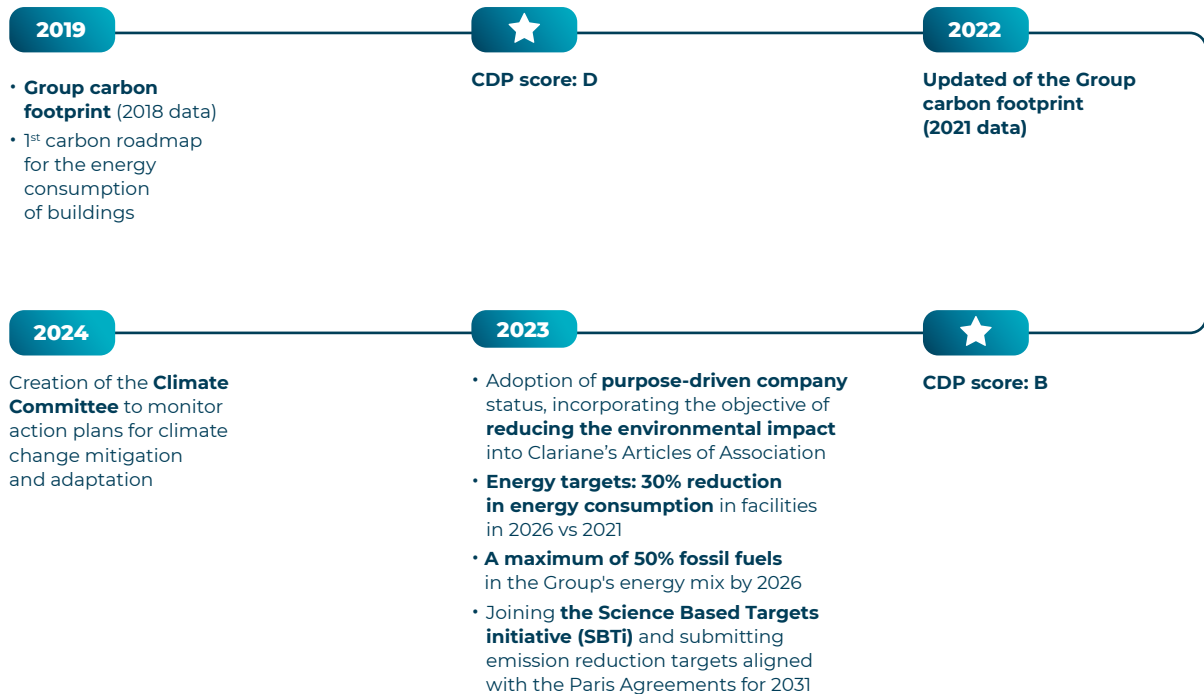 2019
• Group carbon
footprint (2018 data)
• 1st carbon roadmap
for the energy
consumption
of buildings
CDP score: D
2022
Updated of the Group
carbon footprint
(2021 data)
CDP score: B
2023
• Adoption of purpose-driven company
status, incorporating the objective of
reducing the environmental impact
into Clariane’s Articles of Association
• Energy targets: 30% reduction
in energy consumption in facilities
in 2026 vs 2021
• A maximum of 50% fossil fuels
in the Group's energy mix by 2026
• Joining the Science Based Targets
initiative (SBTi) and submitting
emission reduction targets aligned
with the Paris Agreements for 2031
2024
Creation of the Climate
Committee to monitor
action plans for climate
change mitigation
and adaptation